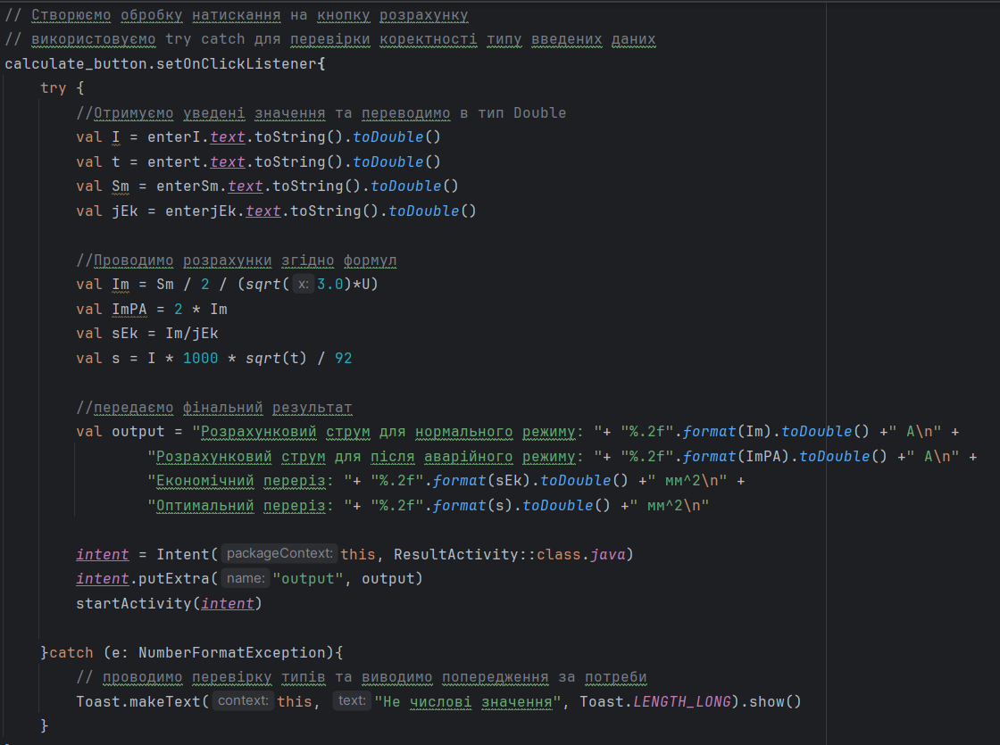 // Створюємо обробку натискання на кнопку розрахунку
// використовуємо try catch для перевірки коректності типу введених даних
calculate_button.setOnClickListener{
    try {
        //Отримуємо уведені значення та переводимо в тип Double
        val I = enterI.text.toString().toDouble()
        val t = entert.text.toString().toDouble()
        val Sm = enterSm.text.toString().toDouble()
        val jEk = enterjEk.text.toString().toDouble()

        //Проводимо розрахунки згідно формул
        val Im = Sm / 2 / (sqrt( x: 3.0)*U)
        val ImPA = 2 * Im
        val sEk = Im/jEk
        val s = I * 1000 * sqrt(t) / 92

        //передаємо фінальний результат
        val output = "Розрахунковий струм для нормального режиму: "+ "%.2f".format(Im).toDouble() +" А\n" +
                "Розрахунковий струм для після аварійного режиму: "+ "%.2f".format(ImPA).toDouble() +" А\n" +
                "Економічний переріз: "+ "%.2f".format(sEk).toDouble() +" мм^2\n" +
                "Оптимальний переріз: "+ "%.2f".format(s).toDouble() +" мм^2\n"

        intent = Intent( packageContext: this, ResultActivity::class.java)
        intent.putExtra( name: "output", output)
        startActivity(intent)

    }catch (e: NumberFormatException){
        // проводимо перевірку типів та виводимо попередження за потреби
        Toast.makeText( context: this, text: "Не числові значення", Toast.LENGTH_LONG).show()
    }